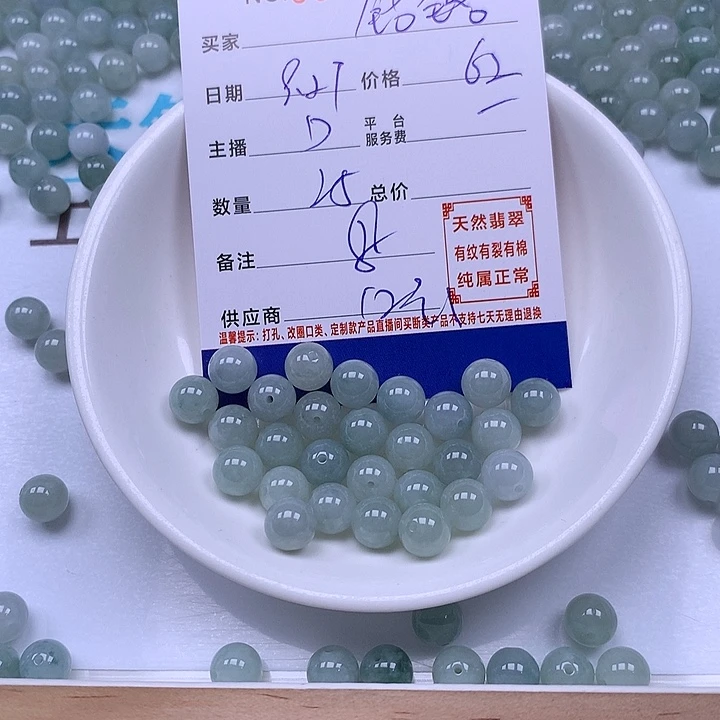 买家
日期 价格 62
主播 D 平台服务费
数量 25 总价
备注
供应商
天然翡翠
有纹有裂有棉
纯属正常
温馨提示：打孔、改圈口类、定制款产品直播间买断类产品不支持七天无理由退换